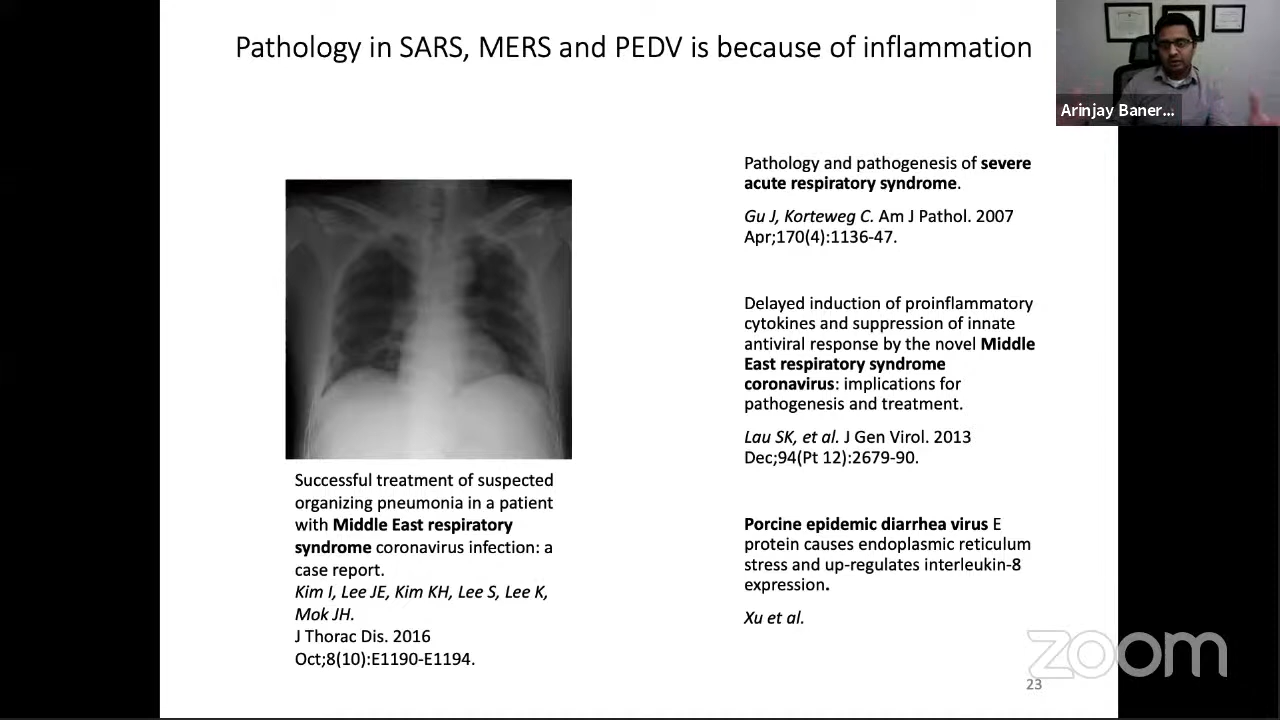 Pathology in SARS, MERS and PEDV is because of inflammation
Arinjay Baner...
Successful treatment of suspected
organizing pneumonia in a patient
with Middle East respiratory
syndrome coronavirus infection: a
case report.
Kim I, Lee JE, Kim KH, Lee S, Lee K,
Mok JH.
J Thorac Dis. 2016
Oct;8(10):E1190-E1194.
Pathology and pathogenesis of severe
acute respiratory syndrome.
Gu J, Korteweg C. Am J Pathol. 2007
Apr;170(4):1136-47.
Delayed induction of proinflammatory
cytokines and suppression of innate
antiviral response by the novel Middle
East respiratory syndrome
coronavirus: implications for
pathogenesis and treatment.
Lau SK, et al. J Gen Virol. 2013
Dec;94(Pt 12):2679-90.
Porcine epidemic diarrhea virus E
protein causes endoplasmic reticulum
stress and up-regulates interleukin-8
expression.
Xu et al.
zoom
23